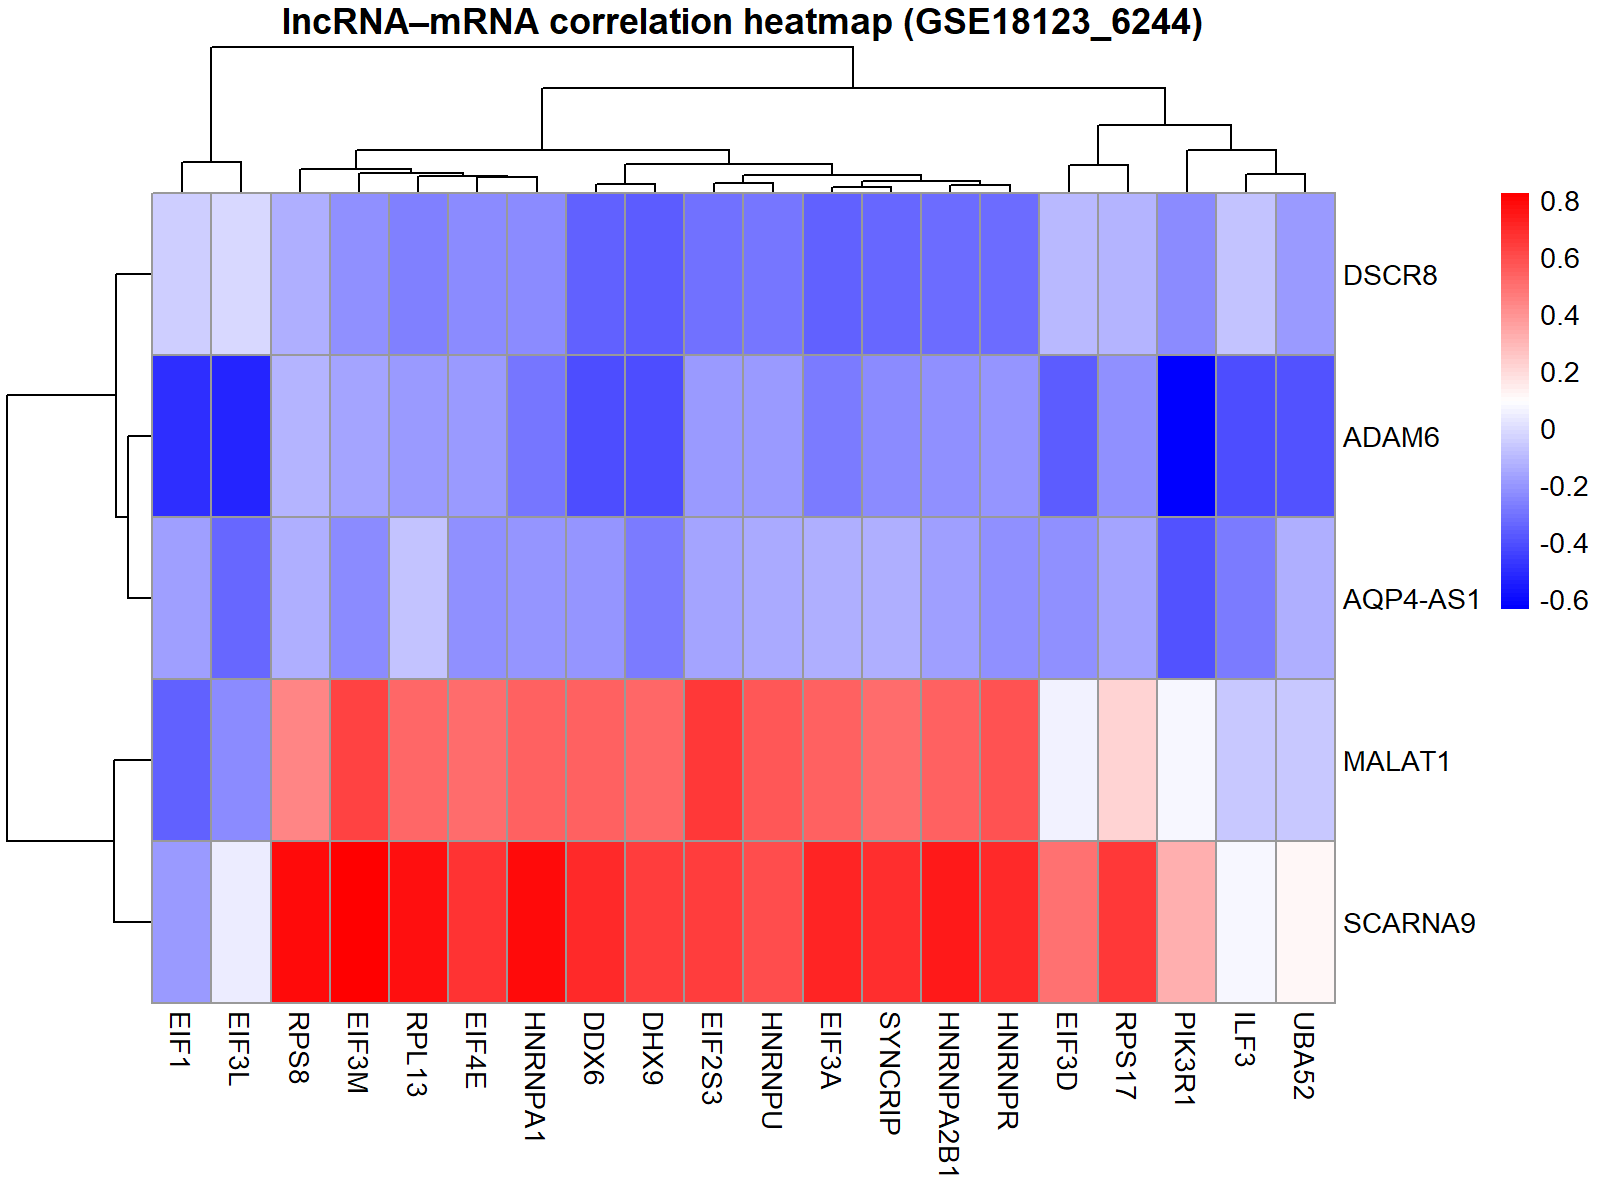 lncRNA–mRNA correlation heatmap (GSE18123_6244)
0.8
0.6
0.4
0.2
0
-0.2
-0.4
-0.6
DSCR8
ADAM6
AQP4-AS1
MALAT1
SCARNA9
EIF1
EIF3L
RPS8
EIF3M
RPL13
EIF4E
HNRNPA1
DDX6
DHX9
EIF2S3
HNRNPU
EIF3A
SYNCRIP
HNRNPA2B1
HNRNPR
EIF3D
RPS17
PIK3R1
ILF3
UBA52